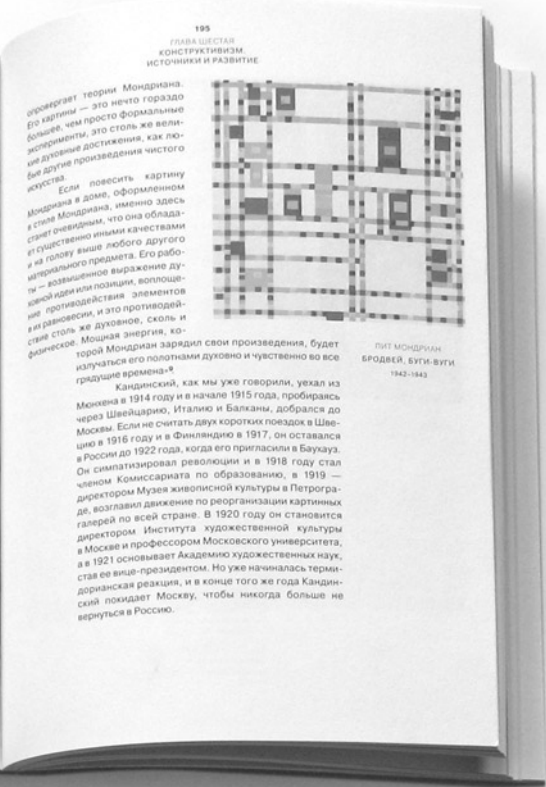 195
ГЛАВА ШЕСТАЯ
КОНСТРУКТИВИЗМ.
ИСТОЧНИКИ И РАЗВИТИЕ
опровергает теории Мондриана.
Его картины — это нечто гораздо
большее, чем просто формальные
эксперименты, это столь же вели-
кие духовные достижения, как лю-
бые другие произведения чистого
искусства.
Если повесить картину
Мондриана в доме, оформленном
в стиле Мондриана, именно здесь
станет очевидным, что она облада-
ет существенно иными качествами
и на голову выше любого другого
материального предмета. Его рабо-
ты — возвышенное выражение ду-
ховной идеи или позиции, воплоще-
ние противодействия элементов
в их равновесии, и это противодей-
ствие столь же духовное, сколь и
физическое. Мощная энергия, ко-
торой Мондриан зарядил свои произведения, будет
излучаться его полотнами духовно и чувственно во все
грядущие времена»⁹.
Кандинский, как мы уже говорили, уехал из
Мюнхена в 1914 году и в начале 1915 года, пробираясь
через Швейцарию, Италию и Балканы, добрался до
Москвы. Если не считать двух коротких поездок в Шве-
цию в 1916 году и в Финляндию в 1917, он оставался
в России до 1922 года, когда его пригласили в Баухауз.
Он симпатизировал революции и в 1918 году стал
членом Комиссариата по образованию, в 1919 —
директором Музея живописной культуры в Петрогра-
де, возглавил движение по реорганизации картинных
галерей по всей стране. В 1920 году он становится
директором Института художественной культуры
в Москве и профессором Московского университета,
а в 1921 основывает Академию художественных наук,
став ее вице-президентом. Но уже начиналась терми-
дорианская реакция, и в конце того же года Кандин-
ский покидает Москву, чтобы никогда больше не
вернуться в Россию.
ПИТ МОНДРИАН
БРОДВЕЙ, БУГИ-ВУГИ
1942–1943